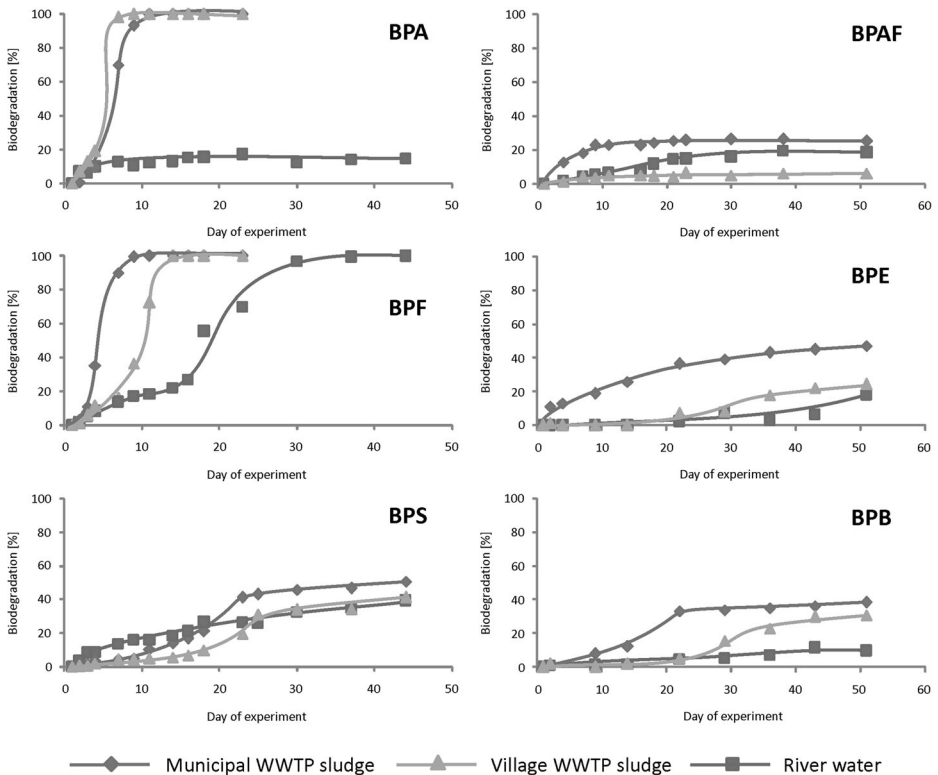 BPA
Biodegradation [%]
100
80
60
40
20
0
0 10 20 30 40 50
Day of experiment
BPAF
Biodegradation [%]
100
80
60
40
20
0
0 10 20 30 40 50 60
Day of experiment
BPF
Biodegradation [%]
100
80
60
40
20
0
0 10 20 30 40 50
Day of experiment
BPE
Biodegradation [%]
100
80
60
40
20
0
0 10 20 30 40 50 60
Day of experiment
BPS
Biodegradation [%]
100
80
60
40
20
0
0 10 20 30 40 50
Day of experiment
BPB
Biodegradation [%]
100
80
60
40
20
0
0 10 20 30 40 50 60
Day of experiment
Municipal WWTP sludge Village WWTP sludge River water